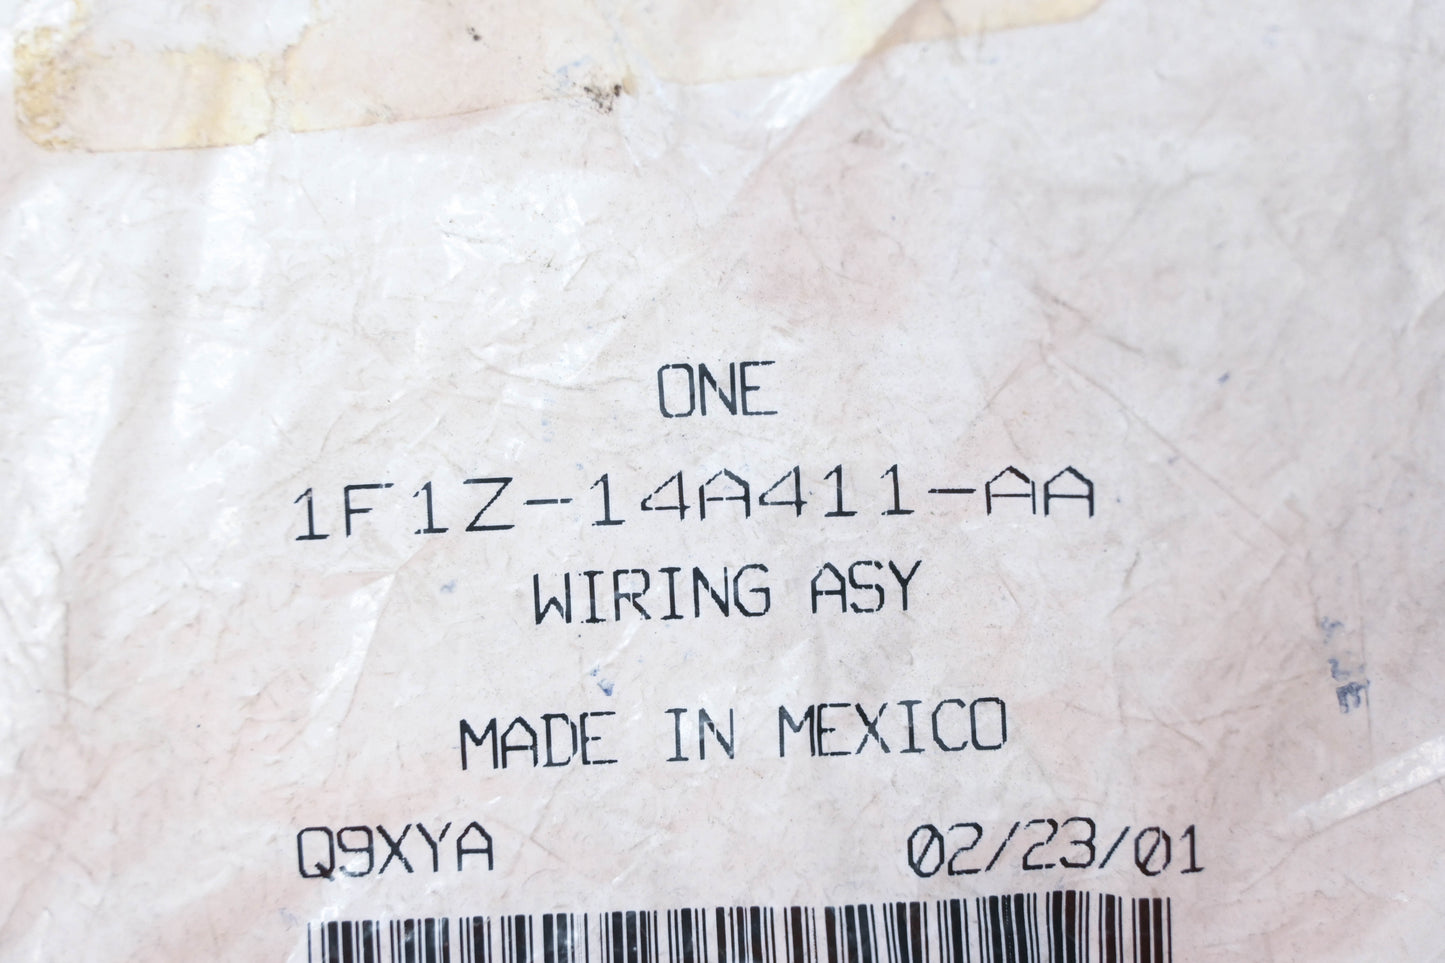 ONE
1F1Z-14A411-AA
WIRING ASY
MADE IN MEXICO
Q9XYA 02/23/01